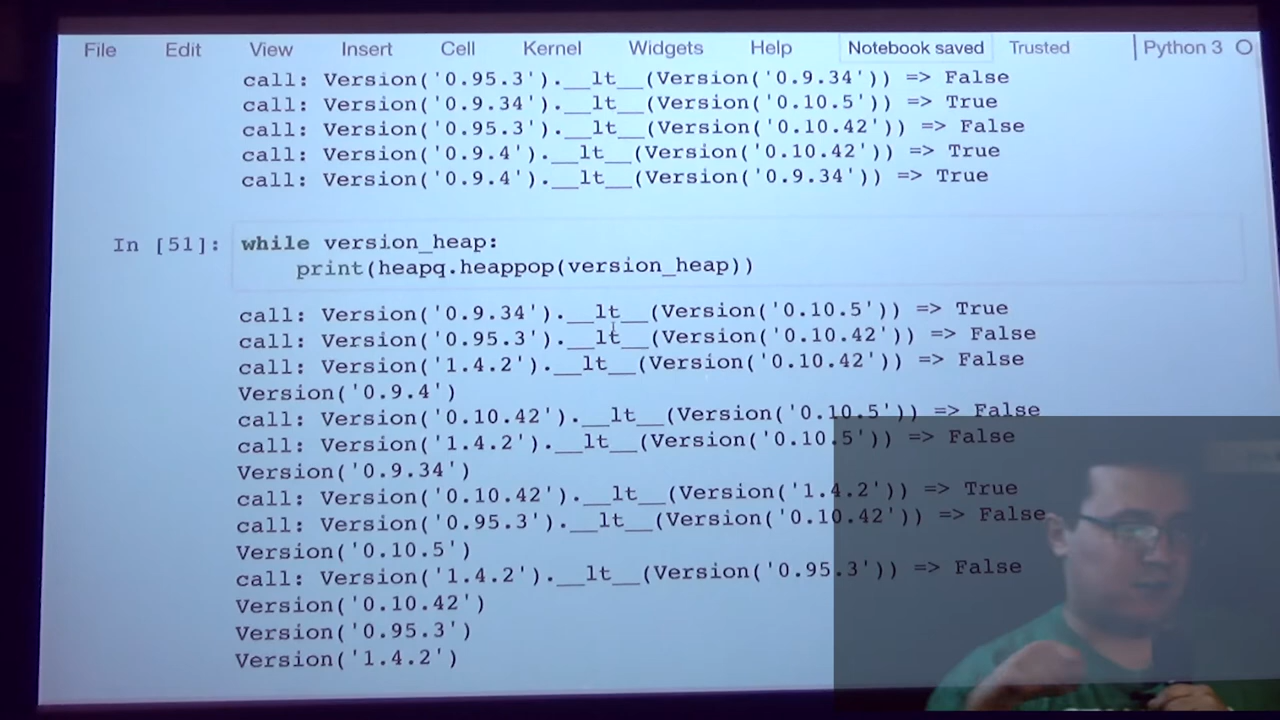 File Edit View Insert Cell Kernel Widgets Help Notebook saved Trusted Python 3
call: Version('0.95.3').__lt__(Version('0.9.34')) => False
call: Version('0.9.34').__lt__(Version('0.10.5')) => True
call: Version('0.95.3').__lt__(Version('0.10.42')) => False
call: Version('0.9.4').__lt__(Version('0.10.42')) => True
call: Version('0.9.4').__lt__(Version('0.9.34')) => True
In [51]: while version_heap:
print(heapq.heappop(version_heap))
call: Version('0.9.34').__lt__(Version('0.10.5')) => True
call: Version('0.95.3').__lt__(Version('0.10.42')) => False
call: Version('1.4.2').__lt__(Version('0.10.42')) => False
Version('0.9.4')
call: Version('0.10.42').__lt__(Version('0.10.5')) => False
call: Version('1.4.2').__lt__(Version('0.10.5')) => False
Version('0.9.34')
call: Version('0.10.42').__lt__(Version('1.4.2')) => True
call: Version('0.95.3').__lt__(Version('0.10.42')) => False
Version('0.10.5')
call: Version('1.4.2').__lt__(Version('0.95.3')) => False
Version('0.10.42')
Version('0.95.3')
Version('1.4.2')